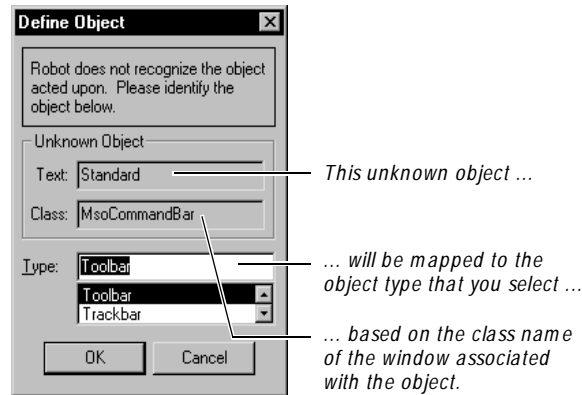 Define Object
Robot does not recognize the object
acted upon. Please identify the
object below.
Unknown Object
Text: Standard
This unknown object ...
Class: MsoCommandBar
Type: Toolbar
Toolbar
Trackbar
... will be mapped to the
object type that you select ...
OK Cancel
... based on the class name
of the window associated
with the object.